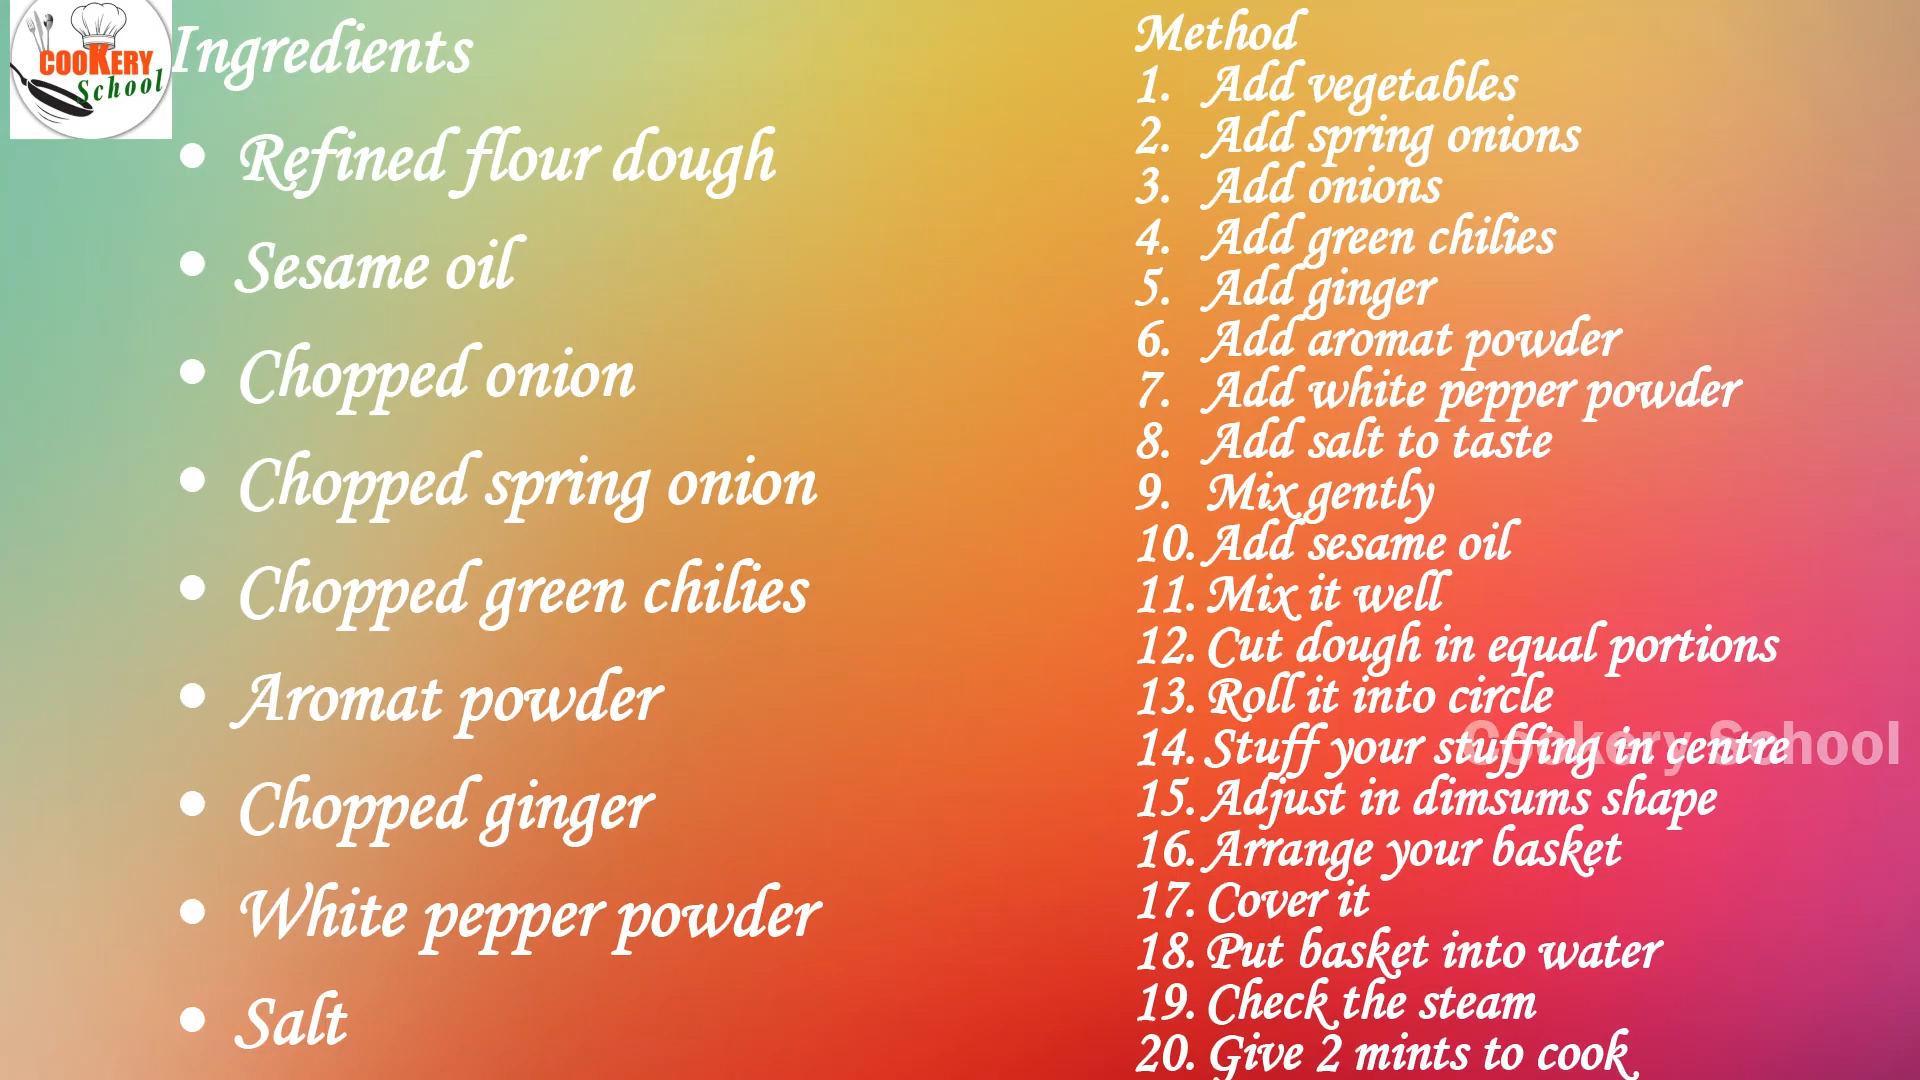 COOKERY
School
Ingredients
• Refined flour dough
• Sesame oil
• Chopped onion
• Chopped spring onion
• Chopped green chilies
• Aromat powder
• Chopped ginger
• White pepper powder
• Salt
Method
1. Add vegetables
2. Add spring onions
3. Add onions
4. Add green chilies
5. Add ginger
6. Add aromat powder
7. Add white pepper powder
8. Add salt to taste
9. Mix gently
10. Add sesame oil
11. Mix it well
12. Cut dough in equal portions
13. Roll it into circle
14. Stuff your stuffing in centre
Cookery School
15. Adjust in dimsums shape
16. Arrange your basket
17. Cover it
18. Put basket into water
19. Check the steam
20. Give 2 mints to cook